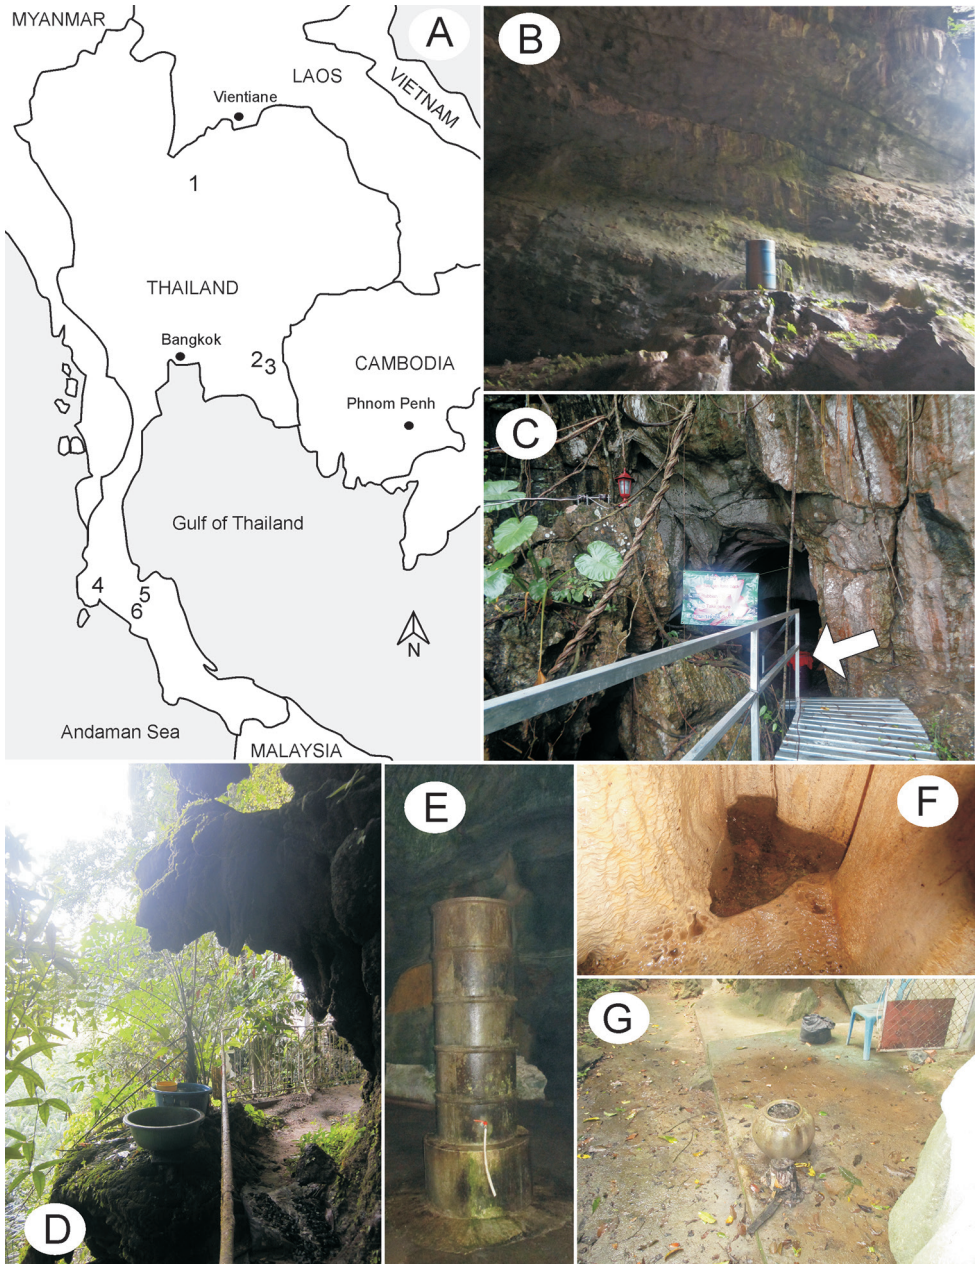 MYANMAR
A
LAOS
VIETNAM
Vientiane
1
THAILAND
Bangkok
2
3
CAMBODIA
Phnom Penh
Gulf of Thailand
4
5
6
N
Andaman Sea
MALAYSIA
B
C
D
E
F
G